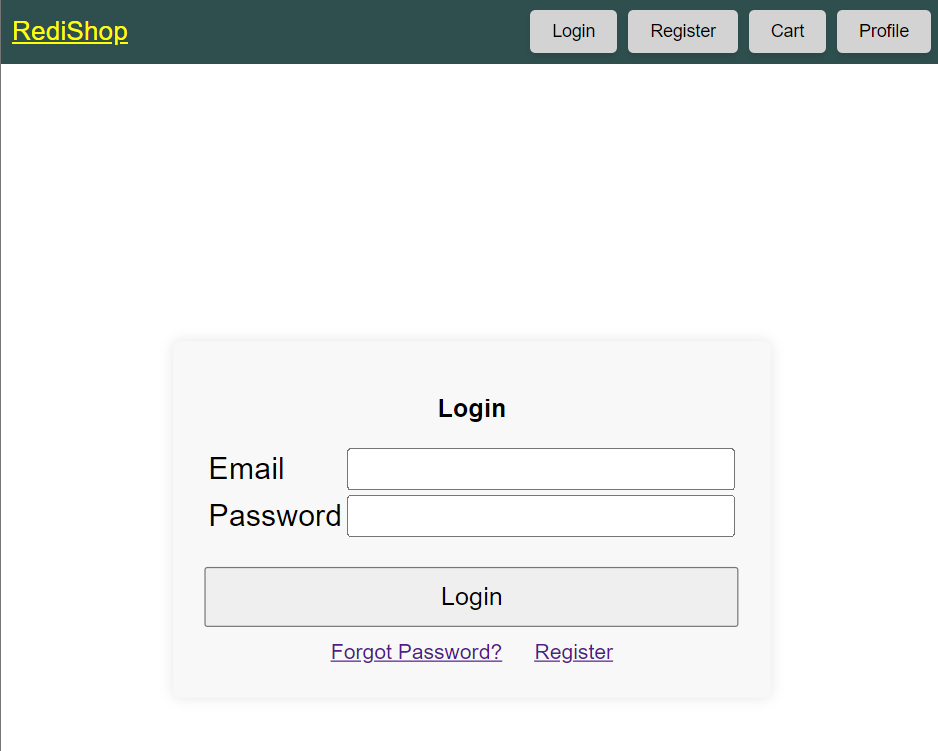 RediShop Login Register Cart Profile
Login
Email
Password
Login
Forgot Password? Register